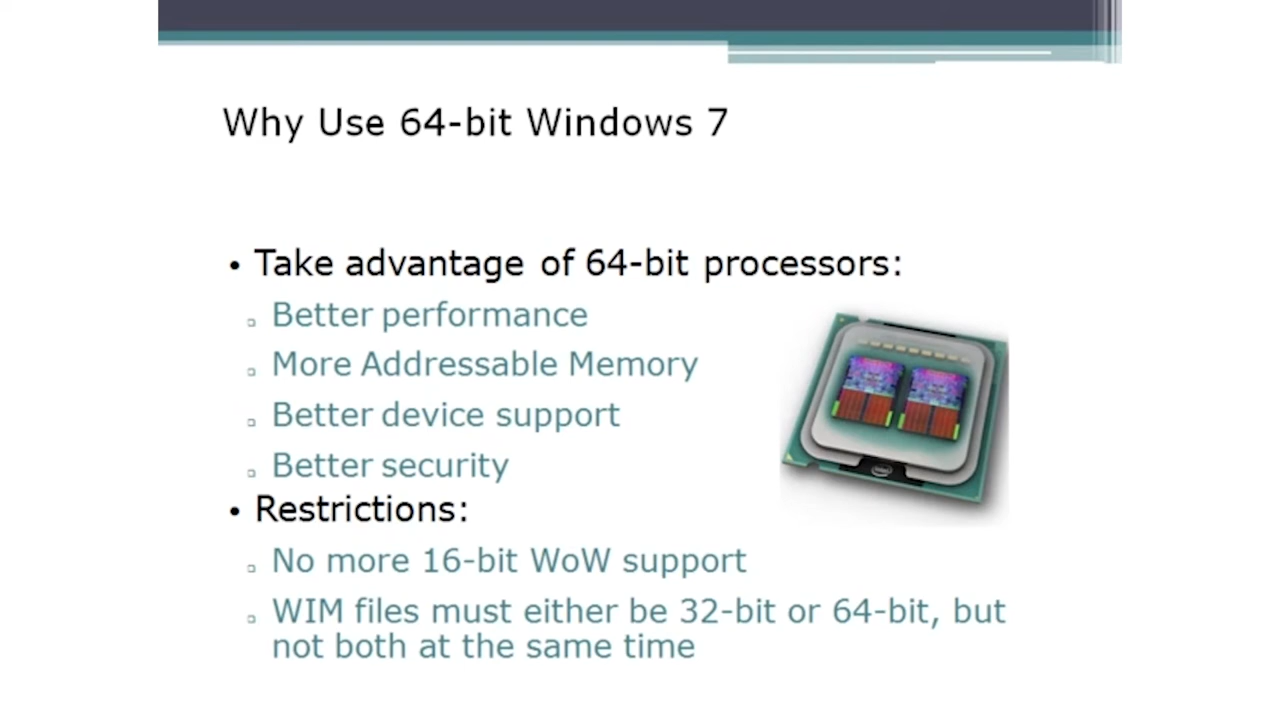 Why Use 64-bit Windows 7
• Take advantage of 64-bit processors:
Better performance
More Addressable Memory
Better device support
Better security
• Restrictions:
No more 16-bit WoW support
WIM files must either be 32-bit or 64-bit, but
not both at the same time